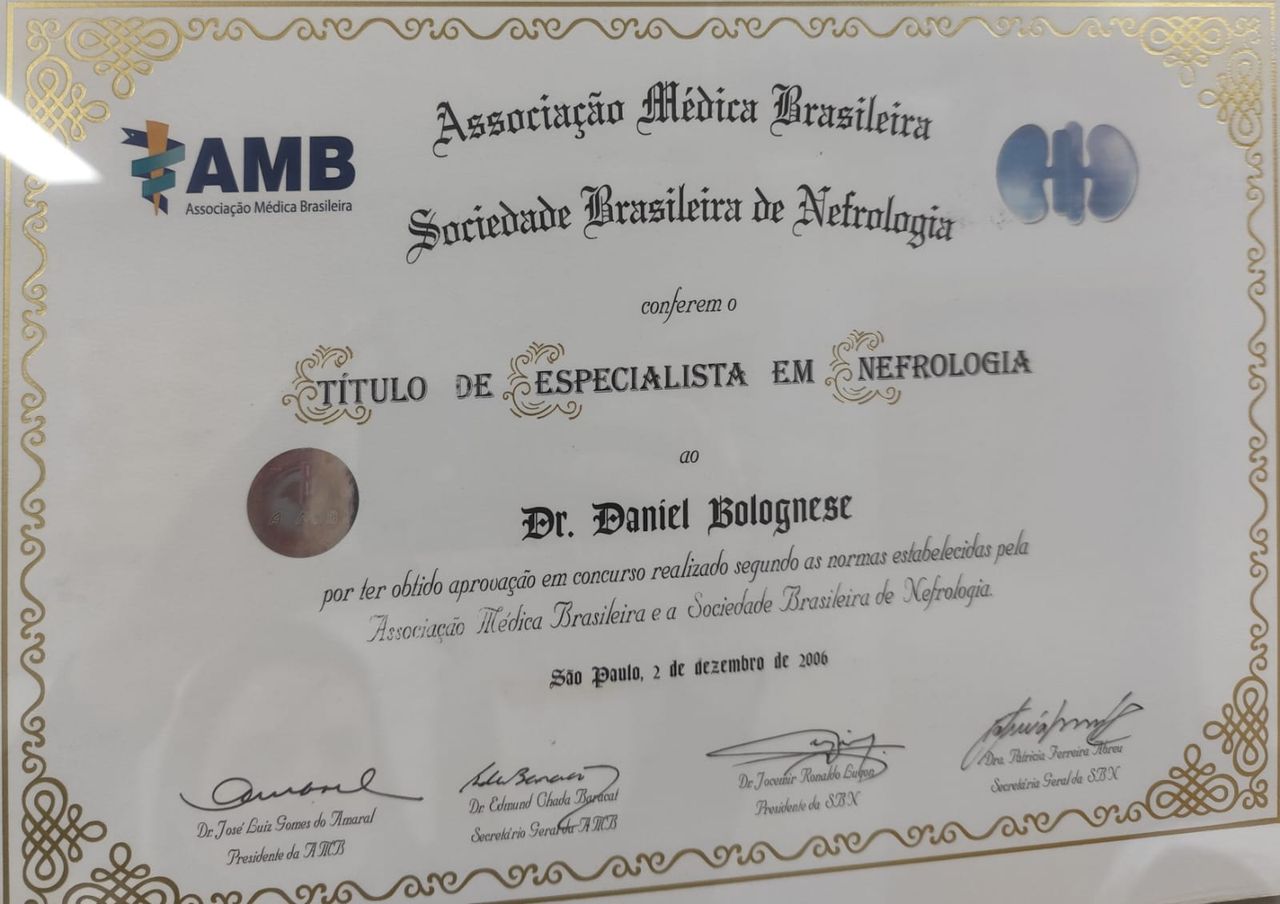 AMB
Associação Médica Brasileira
Associação Médica Brasileira
Sociedade Brasileira de Nefrologia
conferem o
TÍTULO DE ESPECIALISTA EM NEFROLOGIA
ao
Dr. Daniel Bolognese
por ter obtido aprovação em concurso realizado segundo as normas estabelecidas pela
Associação Médica Brasileira e a Sociedade Brasileira de Nefrologia.
São Paulo, 2 de dezembro de 2006
Dr. José Luiz Gomes do Amaral
Presidente da AMB
Dr. Edmund Chada Baracat
Secretário Geral da AMB
Dr. Jocemir Ronaldo Lugon
Presidente da SBN
Dra. Patricia Ferreira Abreu
Secretária Geral da SBN